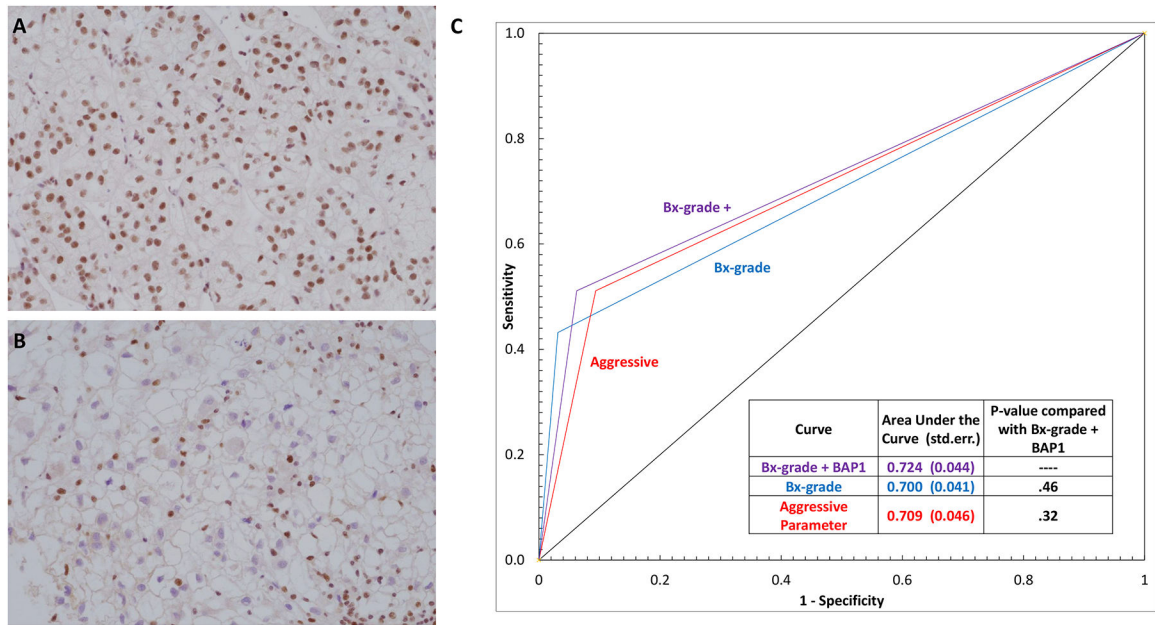 A
B
C
1.0
0.8
0.6
0.4
0.2
0.0
Sensitivity
Bx-grade +
Bx-grade
Aggressive
Curve
Area Under the
Curve (std.err.)
P-value compared
with Bx-grade +
BAP1
Bx-grade + BAP1
0.724 (0.044)
----
Bx-grade
0.700 (0.041)
.46
Aggressive
Parameter
0.709 (0.046)
.32
0
0.2
0.4
0.6
0.8
1
1 - Specificity